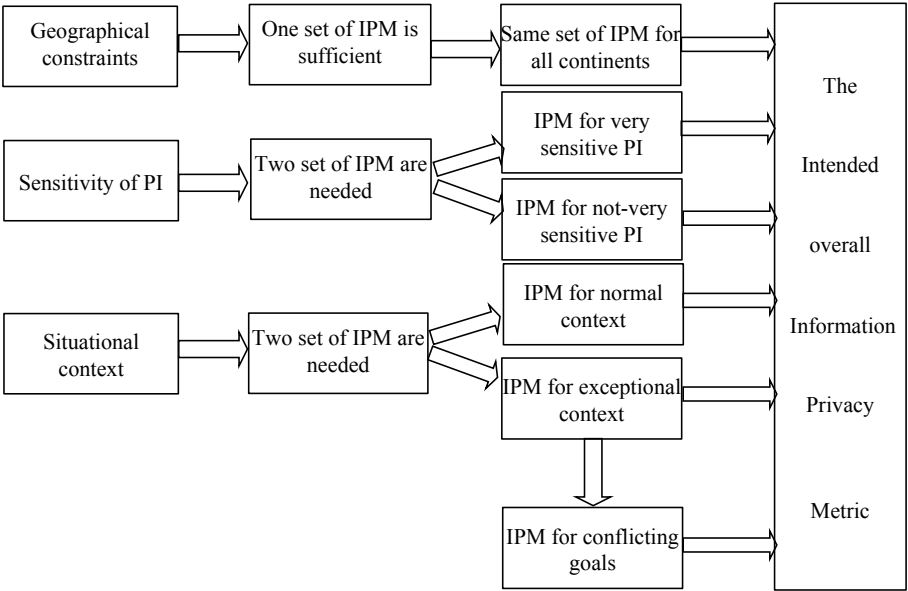 Geographical
constraints
One set of IPM is
sufficient
Same set of IPM for
all continents
Sensitivity of PI
Two set of IPM are
needed
IPM for very
sensitive PI
IPM for not-very
sensitive PI
Situational
context
Two set of IPM are
needed
IPM for normal
context
IPM for exceptional
context
IPM for conflicting
goals
The
Intended
overall
Information
Privacy
Metric